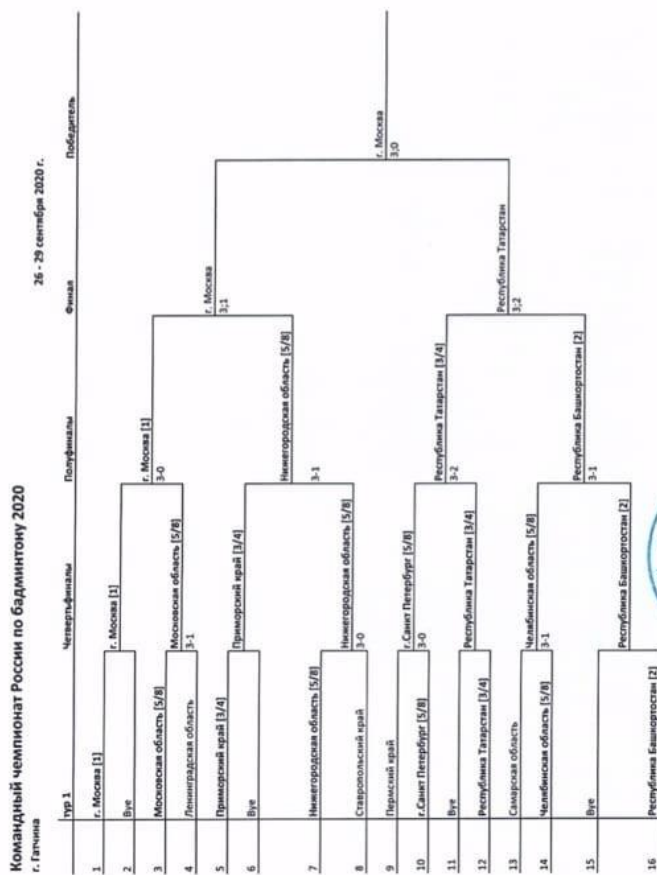 Командный чемпионат России по бадминтону 2020
г. Гатчина
26 - 29 сентября 2020 г.
тур 1
Четвертьфиналы
Полуфиналы
Финал
Победитель
1 г. Москва [1]
2 Bye
3 Московская область [5/8]
4 Ленинградская область
5 Приморский край [3/4]
6 Bye
7 Нижегородская область [5/8]
8 Ставропольский край
9 Пермский край
10 г.Санкт Петербург [5/8]
11 Bye
12 Республика Татарстан [3/4]
13 Самарская область
14 Челябинская область [5/8]
15 Bye
16 Республика Башкортостан [2]
г. Москва [1]
Московская область [5/8]
3-1
Приморский край [3/4]
Нижегородская область [5/8]
3-0
г.Санкт Петербург [5/8]
3-0
Республика Татарстан [3/4]
Челябинская область [5/8]
3-1
Республика Башкортостан [2]
г. Москва [1]
3-0
Нижегородская область [5/8]
3-1
Республика Татарстан [3/4]
3-2
Республика Башкортостан [2]
3-1
г. Москва
3;1
Республика Татарстан
3;2
г. Москва
3;0